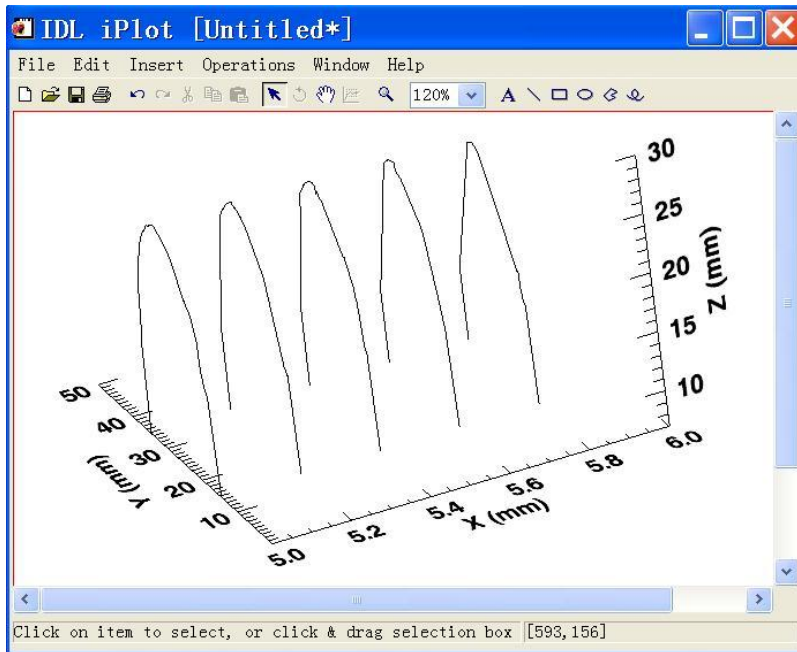 IDL iPlot [Untitled*]
File Edit Insert Operations Window Help
120% A
30
25
20
15
10
Z (mm)
50
40
30
20
10
Y (mm)
5.0
5.2
5.4
5.6
5.8
6.0
X (mm)
Click on item to select, or click & drag selection box [593,156]